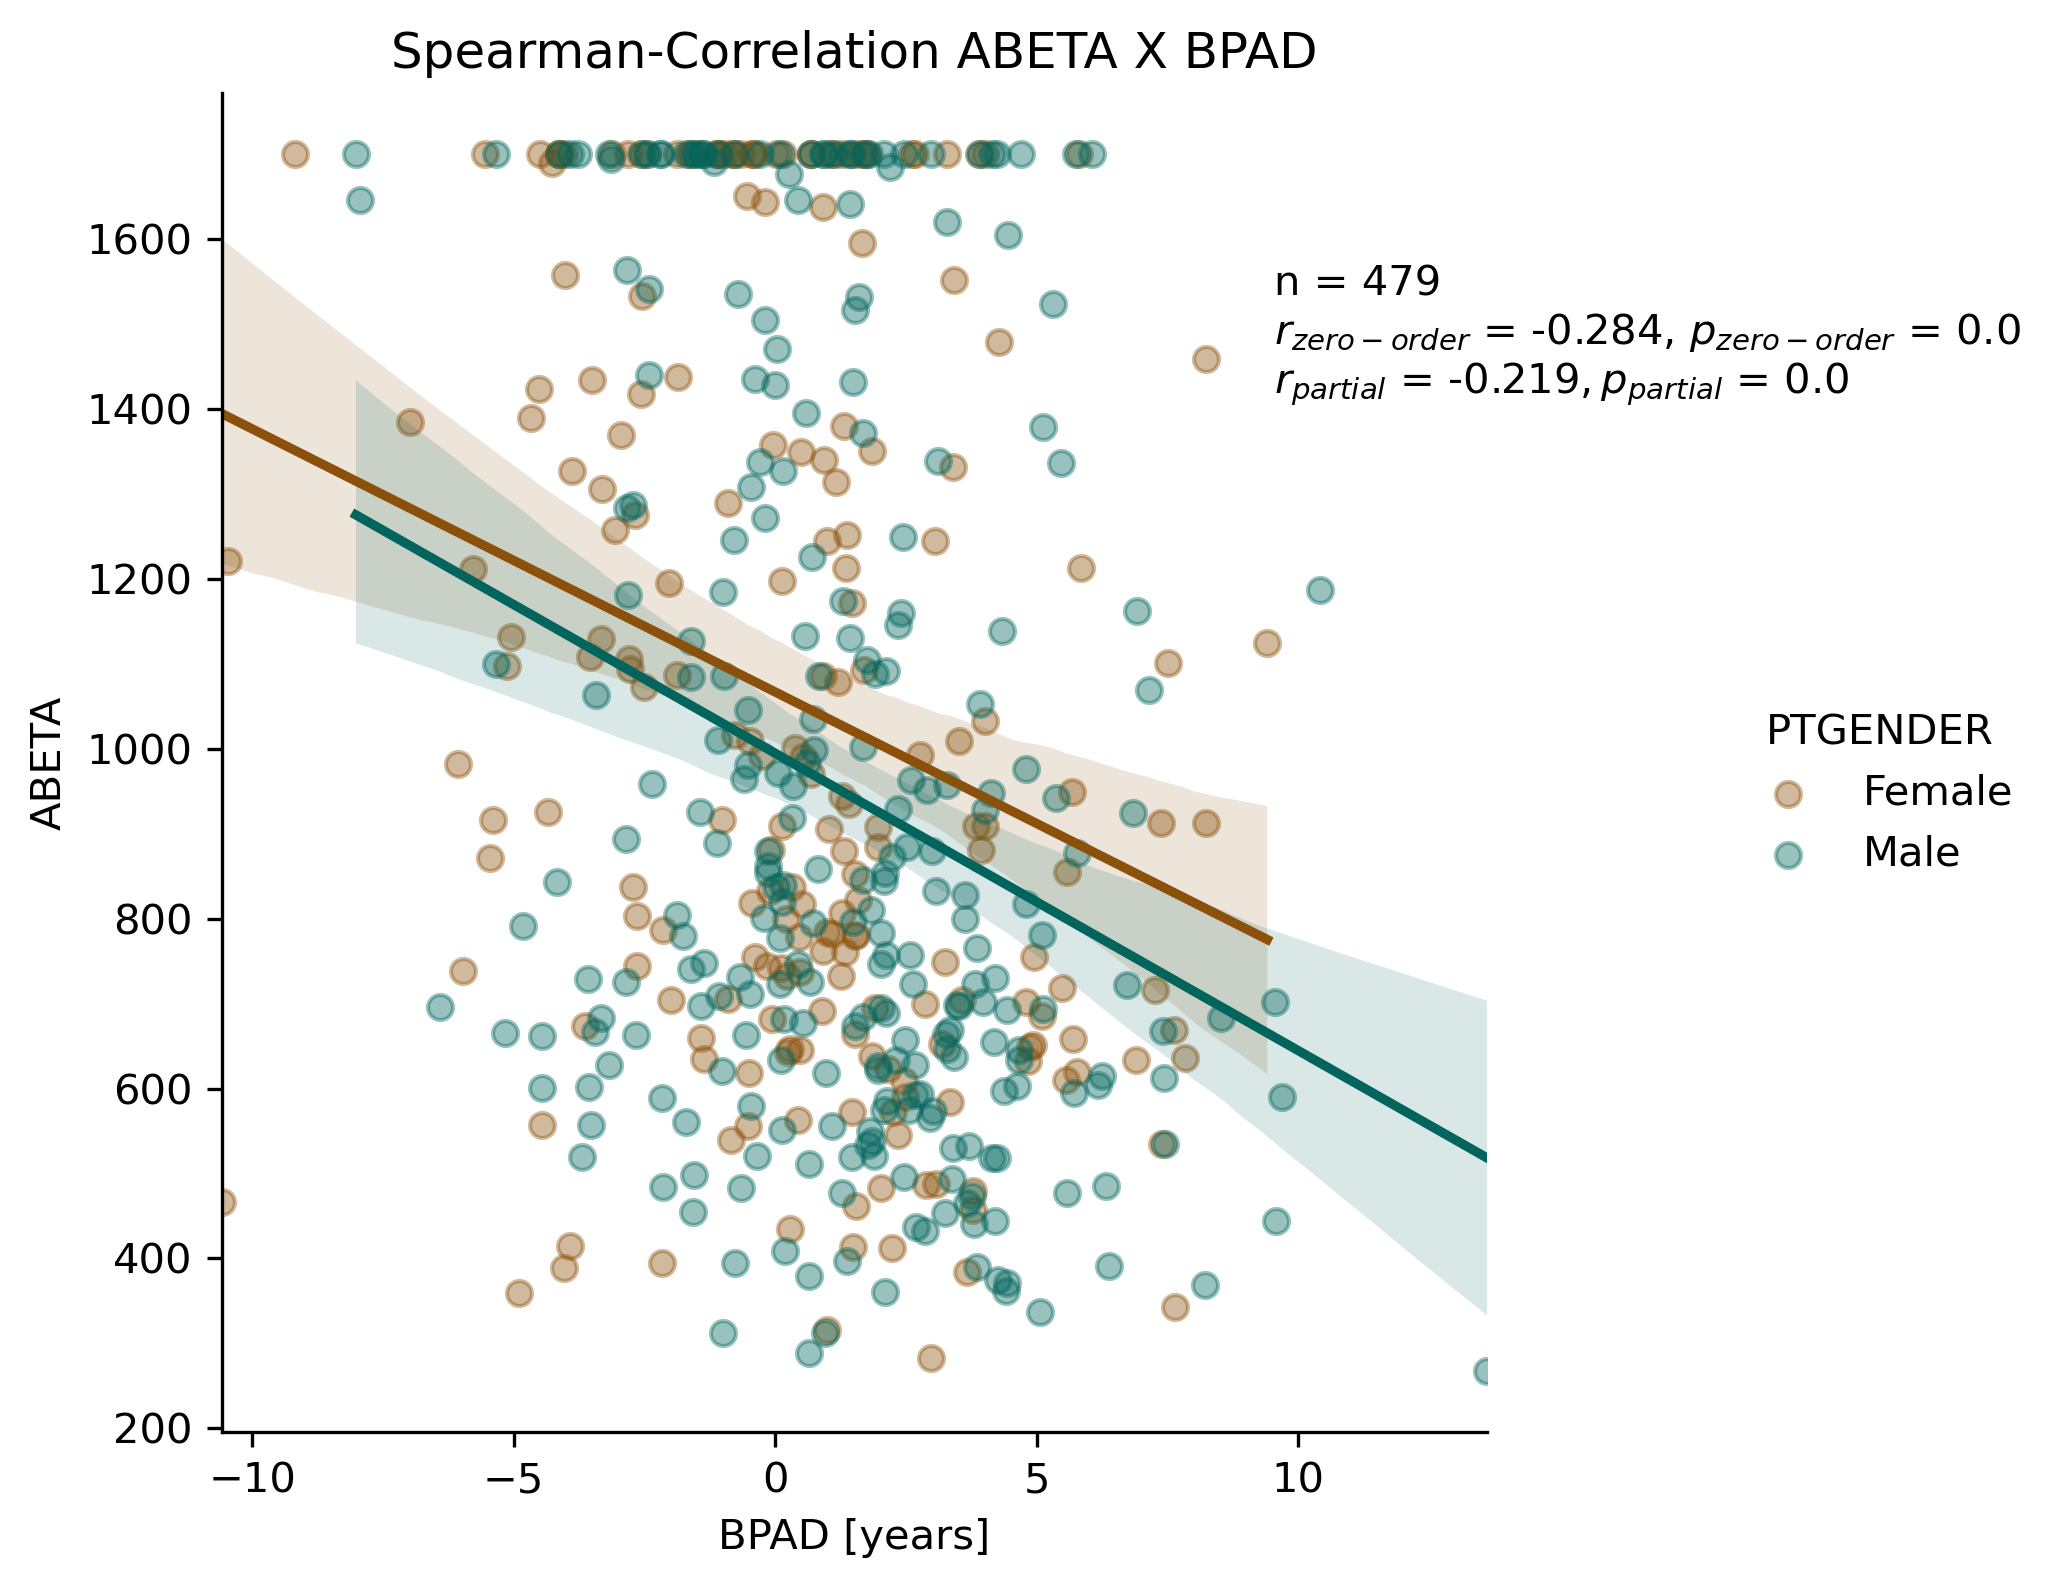 Spearman-Correlation ABETA X BPAD
1600
1400
1200
1000
800
600
400
200
ABETA
−10
−5
0
5
10
BPAD [years]
n = 479
r_zero−order = -0.284, p_zero−order = 0.0
r_partial = -0.219, p_partial = 0.0
PTGENDER
Female
Male